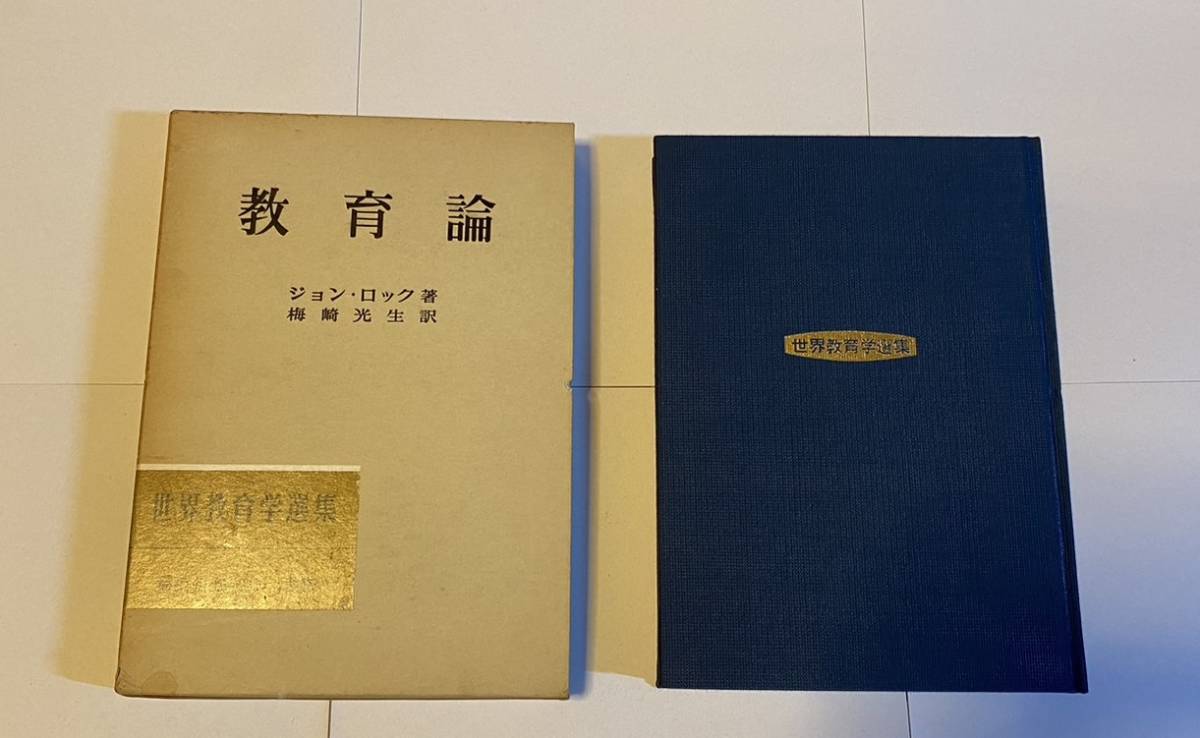 教育論
ジョン・ロック著
梅崎光生訳
世界教育学選集
世界教育学選集